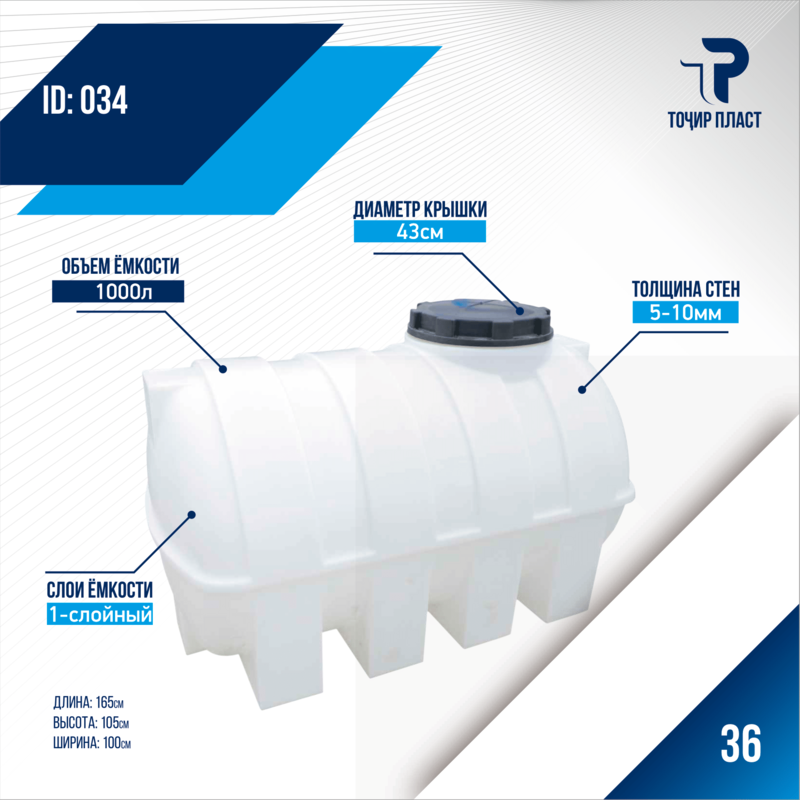 ID: 034
ТОҶИР ПЛАСТ
ДИАМЕТР КРЫШКИ
43см
ОБЪЕМ ЁМКОСТИ
1000л
ТОЛЩИНА СТЕН
5-10мм
СЛОИ ЁМКОСТИ
1-слойный
ДЛИНА: 165см
ВЫСОТА: 105см
ШИРИНА: 100см
36